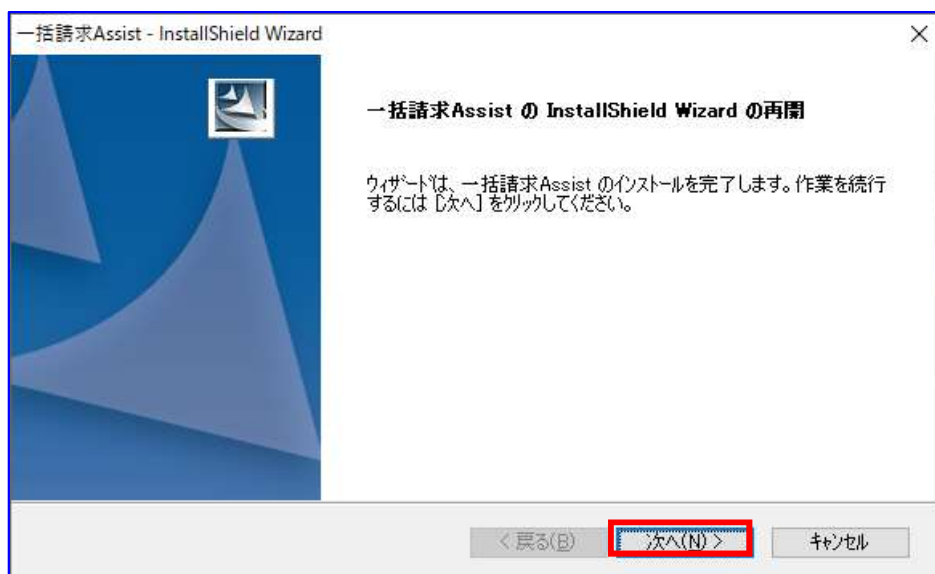 一括請求Assist - InstallShield Wizard
一括請求Assist の InstallShield Wizard の再開
ウィザードは、一括請求Assist のインストールを完了します。作業を続行
するには [次へ] をクリックしてください。
< 戻る(B)
次へ(N) >
キャンセル